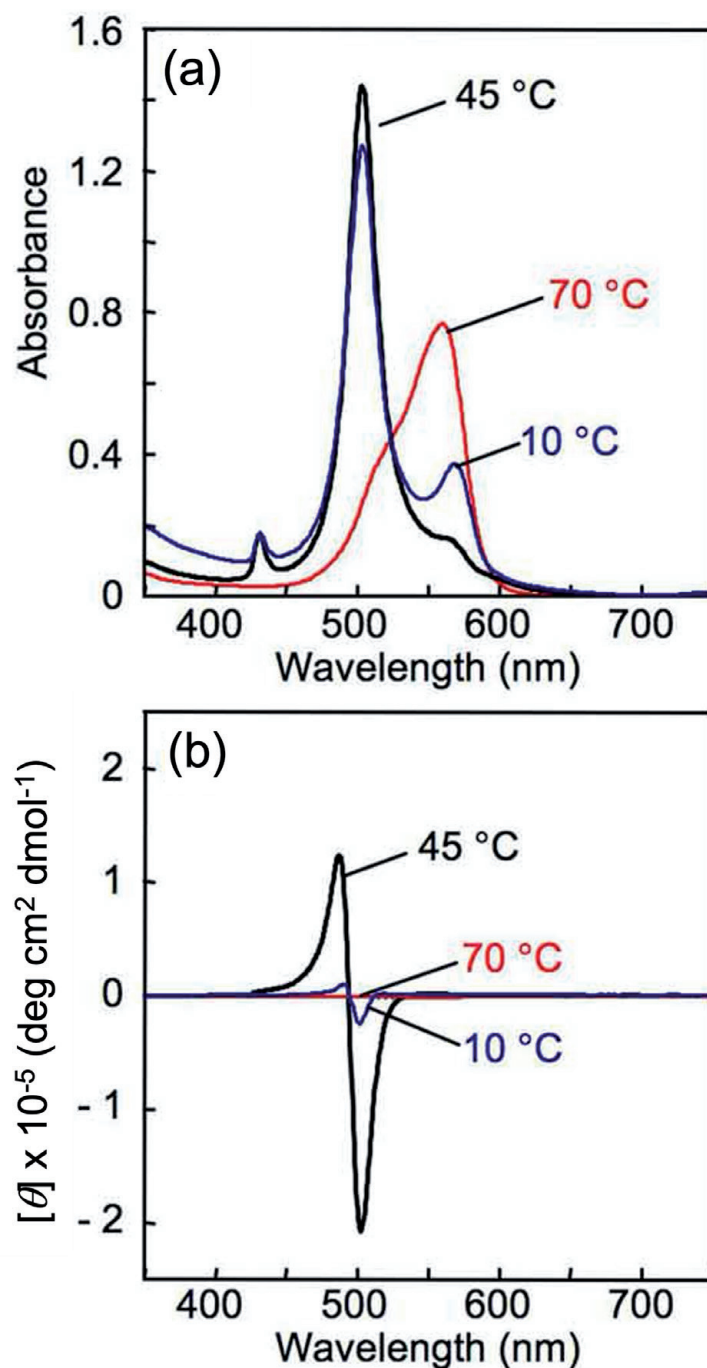 (a)
1.6
1.2
0.8
0.4
0
Absorbance
45 °C
70 °C
10 °C
400 500 600 700
Wavelength (nm)
(b)
2
1
0
- 1
- 2
[θ] x 10⁻⁵ (deg cm² dmol⁻¹)
45 °C
70 °C
10 °C
400 500 600 700
Wavelength (nm)